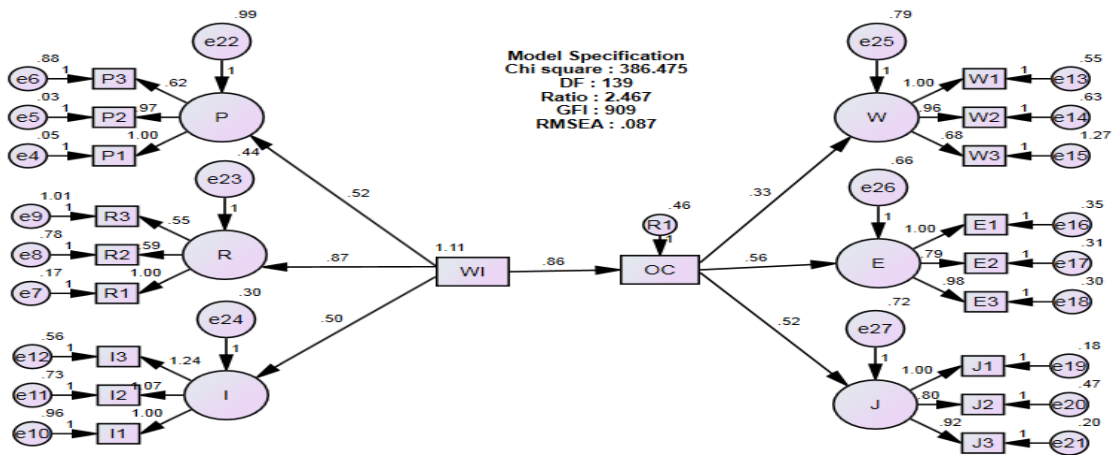 .99
e22
1
.88
e6
1
P3
.62
.03
e5
1
P2
.97
P
.05
e4
1
P1
1.00
.44
e23
1
1.01
e9
1
R3
.55
.78
e8
1
R2
.59
R
.17
e7
1
R1
1.00
.30
e24
1
.56
e12
1
I3
1.24
.73
e11
1
I2
1.07
I
.96
e10
1
I1
1.00
.52
.87
.50
1.11
WI
.86
Model Specification
Chi square : 386.475
DF : 139
Ratio : 2.467
GFI : 909
RMSEA : .087
.46
R1
1
OC
.33
.56
.52
.79
e25
1
W
1.00
W1
1
.55
e13
.96
W2
1
.63
e14
.68
W3
1
1.27
e15
.66
e26
1
E
1.00
E1
1
.35
e16
.79
E2
1
.31
e17
.98
E3
1
.30
e18
.72
e27
1
J
1.00
J1
1
.18
e19
.80
J2
1
.47
e20
.92
J3
1
.20
e21